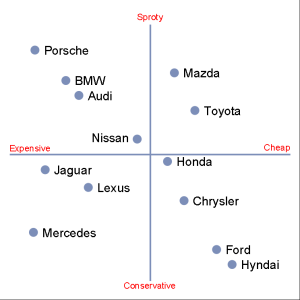 Sproty
Porsche
Mazda
BMW
Audi
Toyota
Nissan
Expensive
Cheap
Honda
Jaguar
Lexus
Chrysler
Mercedes
Ford
Hyndai
Conservative